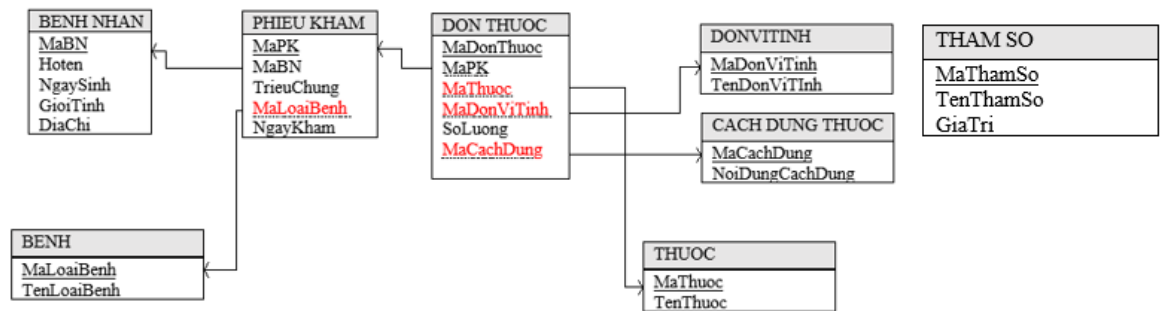 BENH NHAN
MaBN
Hoten
NgaySinh
GioiTinh
DiaChi
PHIEU KHAM
MaPK
MaBN
TrieuChung
MaLoaiBenh
NgayKham
DON THUOC
MaDonThuoc
MaPK
MaThuoc
MaDonViTinh
SoLuong
MaCachDung
DONVITINH
MaDonViTinh
TenDonViTInh
CACH DUNG THUOC
MaCachDung
NoiDungCachDung
THAM SO
MaThamSo
TenThamSo
GiaTri
BENH
MaLoaiBenh
TenLoaiBenh
THUOC
MaThuoc
TenThuoc